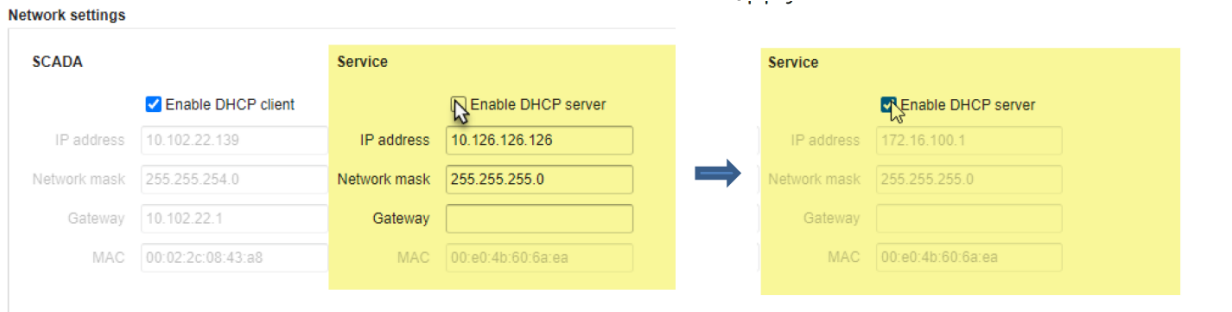 Network settings
SCADA
Enable DHCP client
IP address 10.102.22.139
Network mask 255.255.254.0
Gateway 10.102.22.1
MAC 00:02:2c:08:43:a8
Service
Enable DHCP server
IP address 10.126.126.126
Network mask 255.255.255.0
Gateway
MAC 00:e0:4b:60:6a:ea
Service
Enable DHCP server
IP address 172.16.100.1
Network mask 255.255.255.0
Gateway
MAC 00:e0:4b:60:6a:ea